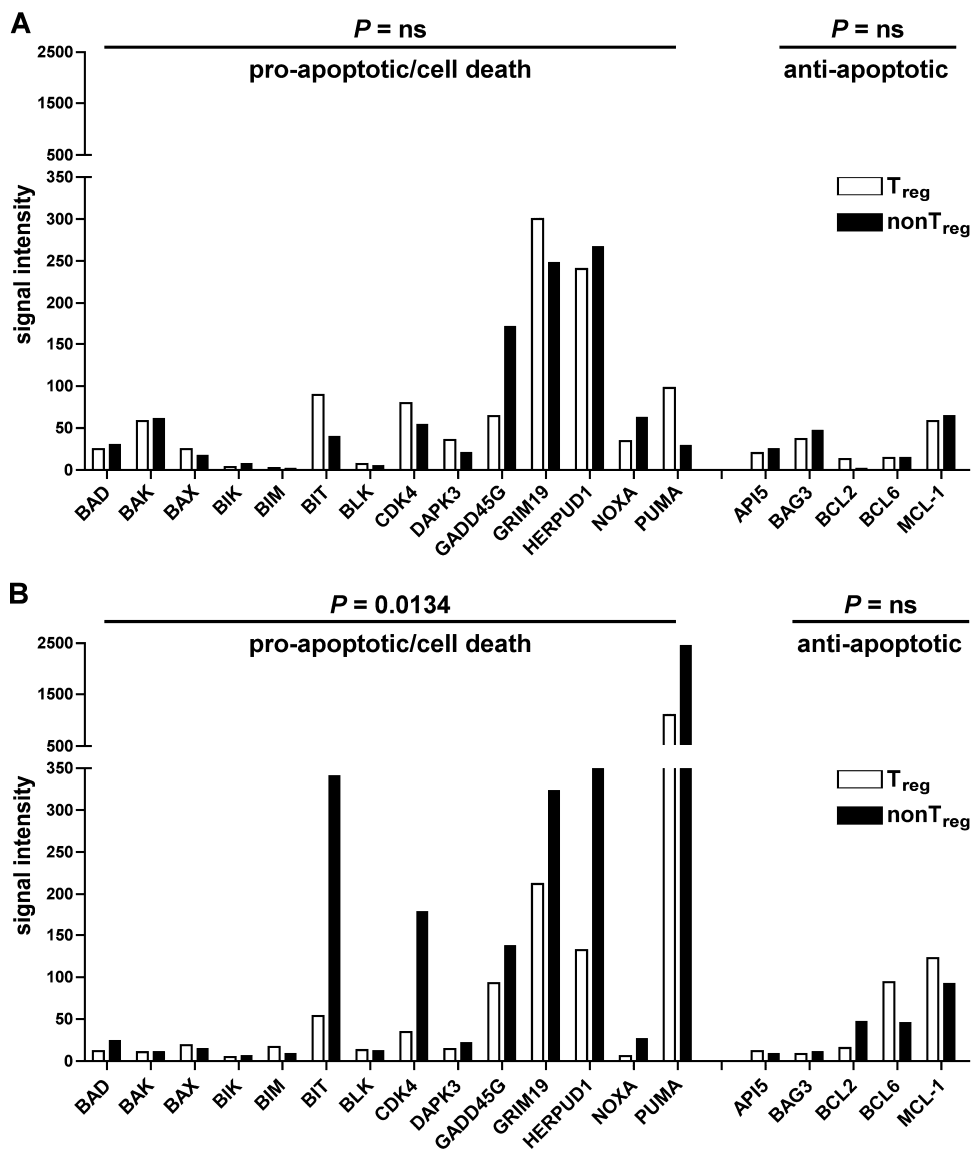 A
P = ns
P = ns
pro-apoptotic/cell death
anti-apoptotic
2500
1500
500
350
300
250
200
150
100
50
0
signal intensity
Treg
nonTreg
BAD
BAK
BAX
BIK
BIM
BIT
BLK
CDK4
DAPK3
GADD45G
GRIM19
HERPUD1
NOXA
PUMA
API5
BAG3
BCL2
BCL6
MCL-1
B
P = 0.0134
P = ns
pro-apoptotic/cell death
anti-apoptotic
2500
1500
500
350
300
250
200
150
100
50
0
signal intensity
Treg
nonTreg
BAD
BAK
BAX
BIK
BIM
BIT
BLK
CDK4
DAPK3
GADD45G
GRIM19
HERPUD1
NOXA
PUMA
API5
BAG3
BCL2
BCL6
MCL-1